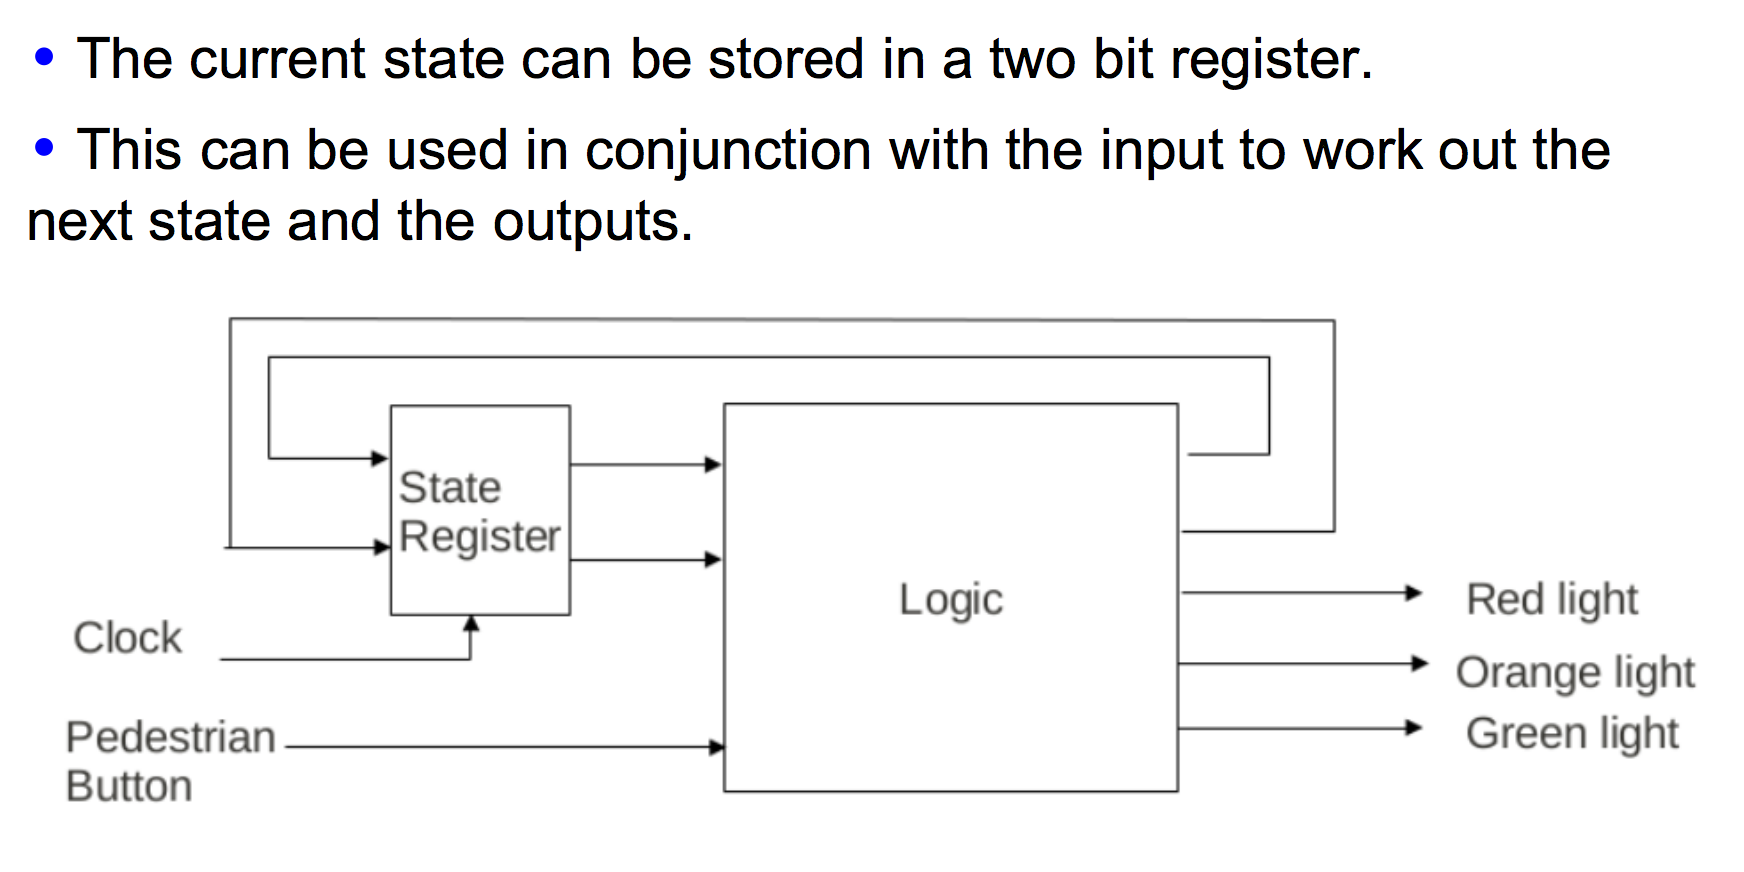 • The current state can be stored in a two bit register.
• This can be used in conjunction with the input to work out the
next state and the outputs.
State
Register
Logic
Clock
Pedestrian
Button
Red light
Orange light
Green light